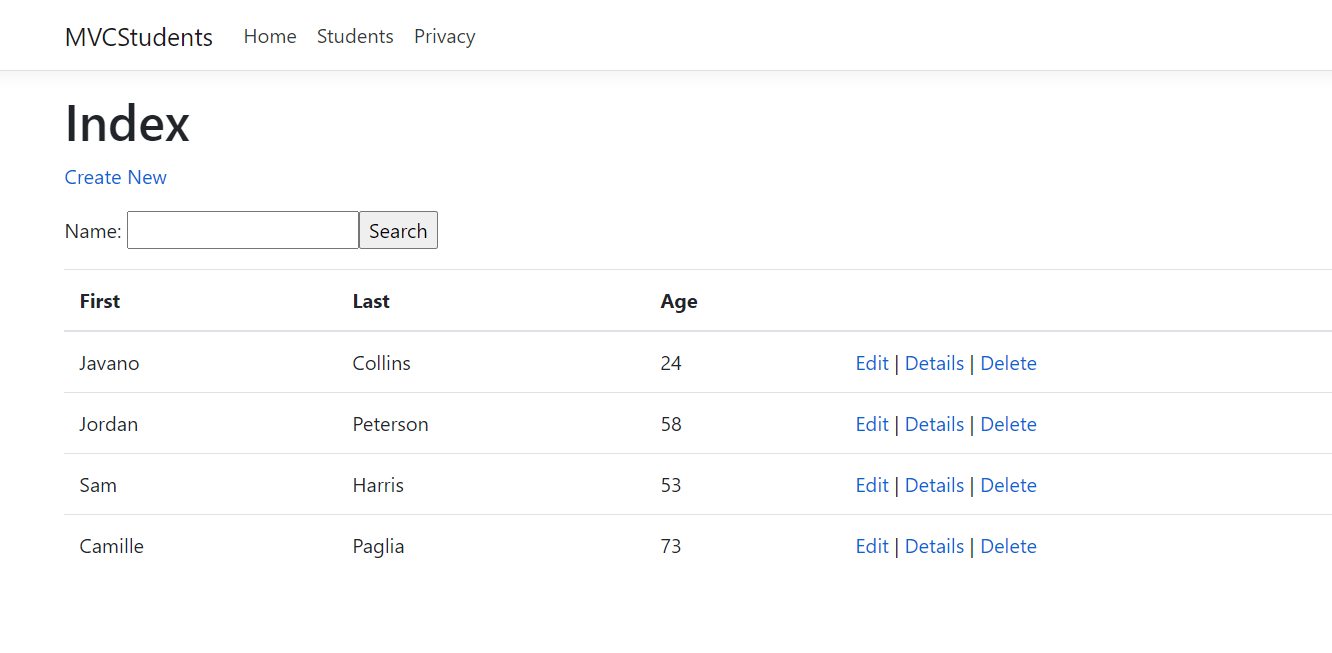 MVCStudents Home Students Privacy
Index
Create New
Name: Search
First Last Age
Javano Collins 24 Edit | Details | Delete
Jordan Peterson 58 Edit | Details | Delete
Sam Harris 53 Edit | Details | Delete
Camille Paglia 73 Edit | Details | Delete